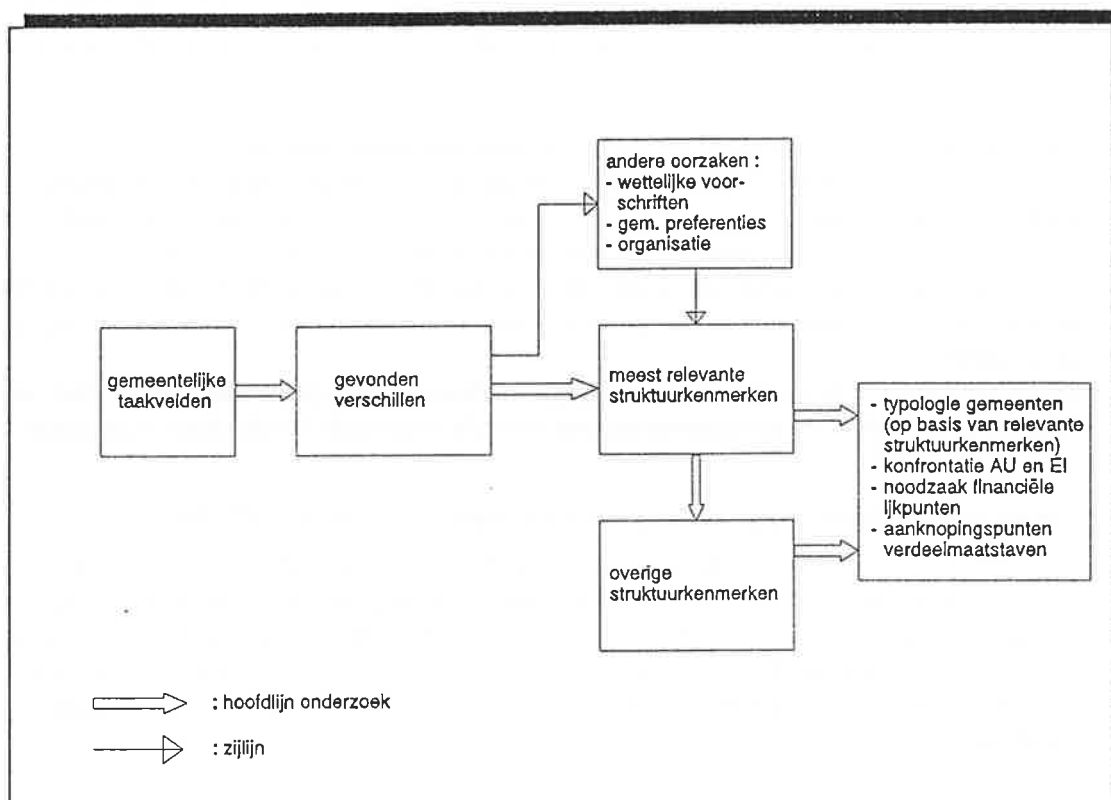 andere oorzaken :
- wettelijke voor-
schriften
- gem. preferenties
- organisatie
gemeentelijke
taakvelden
gevonden
verschillen
meest relevante
struktuurkenmerken
- typologie gemeenten
(op basis van relevante
struktuurkenmerken)
- konfrontatie AU en EI
- noodzaak financiële
ijkpunten
- aanknopingspunten
verdeelmaatstaven
overige
struktuurkenmerken
: hoofdlijn onderzoek
: zijlijn